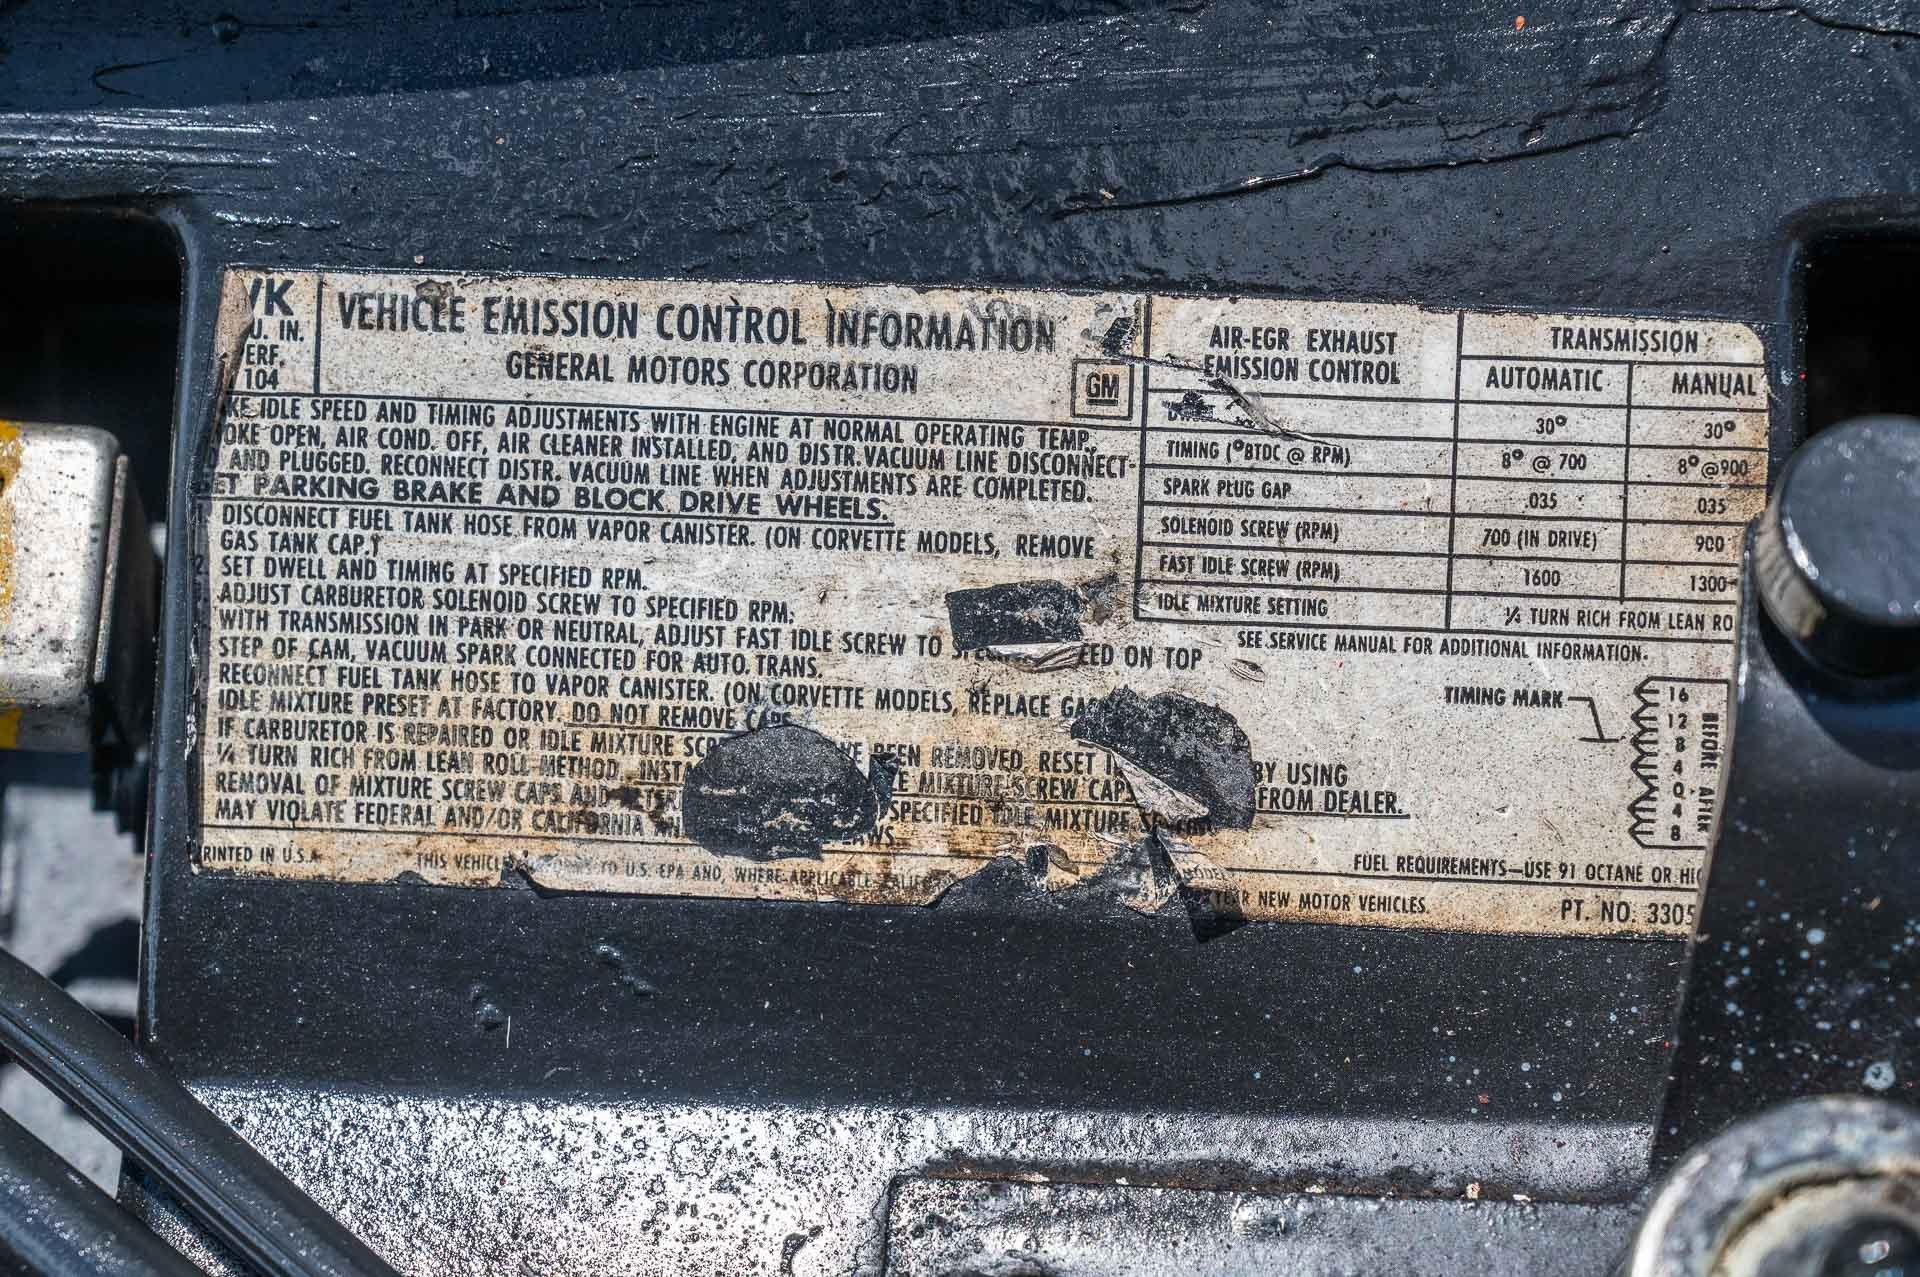 VK
U. IN.
ERF.
104
VEHICLE EMISSION CONTROL INFORMATION
GENERAL MOTORS CORPORATION
GM
KE IDLE SPEED AND TIMING ADJUSTMENTS WITH ENGINE AT NORMAL OPERATING TEMP.,
OKE OPEN, AIR COND. OFF, AIR CLEANER INSTALLED, AND DISTR. VACUUM LINE DISCONNECT-
AND PLUGGED. RECONNECT DISTR. VACUUM LINE WHEN ADJUSTMENTS ARE COMPLETED.
ET PARKING BRAKE AND BLOCK DRIVE WHEELS.
1. DISCONNECT FUEL TANK HOSE FROM VAPOR CANISTER. (ON CORVETTE MODELS, REMOVE
GAS TANK CAP.)
2. SET DWELL AND TIMING AT SPECIFIED RPM.
ADJUST CARBURETOR SOLENOID SCREW TO SPECIFIED RPM.
WITH TRANSMISSION IN PARK OR NEUTRAL, ADJUST FAST IDLE SCREW TO ED ON TOP
STEP OF CAM, VACUUM SPARK CONNECTED FOR AUTO. TRANS.
RECONNECT FUEL TANK HOSE TO VAPOR CANISTER. (ON CORVETTE MODELS, REPLACE GA
IDLE MIXTURE PRESET AT FACTORY. DO NOT REMOVE CAPS
IF CARBURETOR IS REPAIRED OR IDLE MIXTURE SCR VE BEEN REMOVED, RESET I BY USING
¼ TURN RICH FROM LEAN ROLL METHOD. INSTA E MIXTURE SCREW CAPS FROM DEALER.
REMOVAL OF MIXTURE SCREW CAPS AND SPECIFIED IDLE MIXTURE
MAY VIOLATE FEDERAL AND/OR CALIFORNIA LAWS.
AIR-EGR EXHAUST
EMISSION CONTROL
TRANSMISSION
AUTOMATIC MANUAL
30° 30°
TIMING (°BTDC @ RPM) 8° @ 700 8° @900
SPARK PLUG GAP .035 035
SOLENOID SCREW (RPM) 700 (IN DRIVE) 900
FAST IDLE SCREW (RPM) 1600 1300
IDLE MIXTURE SETTING ¼ TURN RICH FROM LEAN RO
SEE SERVICE MANUAL FOR ADDITIONAL INFORMATION.
TIMING MARK
16
12
8
4
0
4
8
BEFORE AFTER
FUEL REQUIREMENTS—USE 91 OCTANE OR HIG
RINTED IN U.S.A. THIS VEHICLE TO U.S. EPA AND, WHERE APPLICABLE, MODEL YEAR NEW MOTOR VEHICLES.
PT. NO. 3305